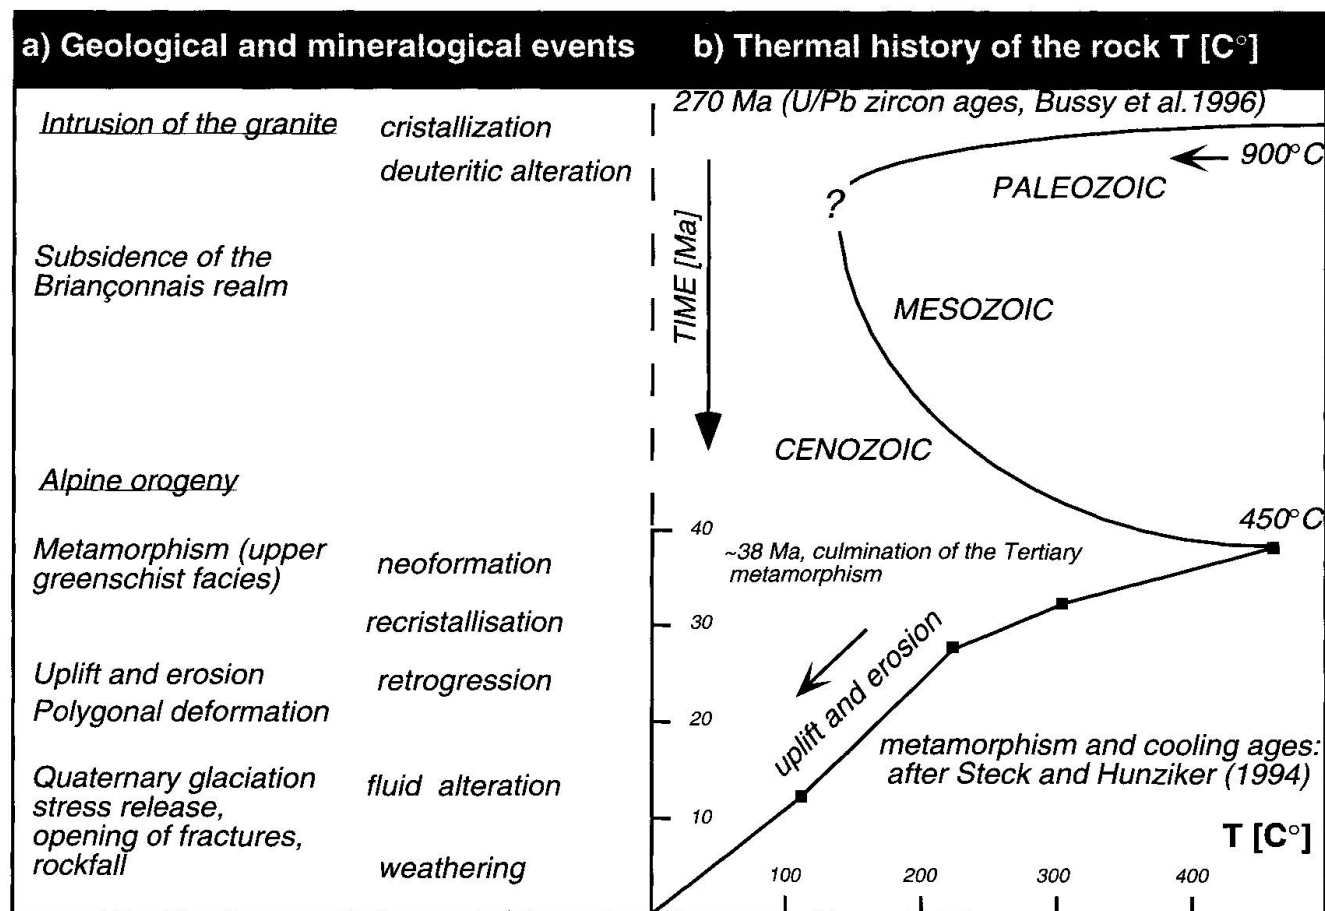 a) Geological and mineralogical events
b) Thermal history of the rock T [C°]
Intrusion of the granite
cristallization
deuteritic alteration
Subsidence of the
Briançonnais realm
Alpine orogeny
Metamorphism (upper
greenschist facies)
neoformation
recristallisation
Uplift and erosion
retrogression
Polygonal deformation
Quaternary glaciation
stress release,
opening of fractures,
rockfall
fluid alteration
weathering
270 Ma (U/Pb zircon ages, Bussy et al.1996)
900°C
PALEOZOIC
?
TIME [Ma]
MESOZOIC
CENOZOIC
450°C
40
~38 Ma, culmination of the Tertiary
metamorphism
30
uplift and erosion
20
metamorphism and cooling ages:
after Steck and Hunziker (1994)
10
T [C°]
100
200
300
400